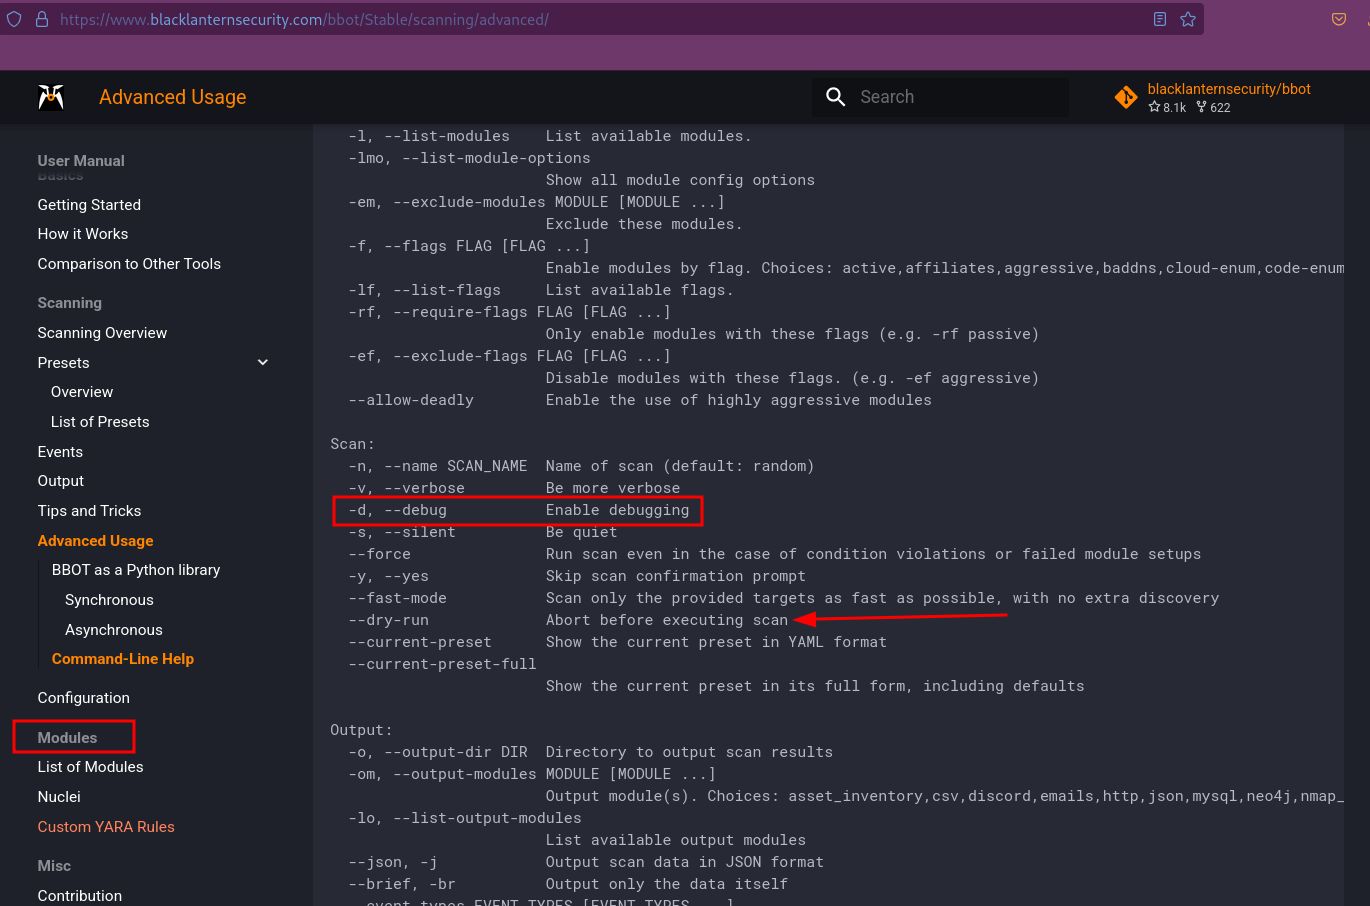 https://www.blacklanternsecurity.com/bbot/Stable/scanning/advanced/
Advanced Usage
Search
blacklanternsecurity/bbot
8.1k 622
User Manual
Basics
Getting Started
How it Works
Comparison to Other Tools
Scanning
Scanning Overview
Presets
Overview
List of Presets
Events
Output
Tips and Tricks
Advanced Usage
BBOT as a Python library
Synchronous
Asynchronous
Command-Line Help
Configuration
Modules
List of Modules
Nuclei
Custom YARA Rules
Misc
Contribution
-l, --list-modules List available modules.
-lmo, --list-module-options
Show all module config options
-em, --exclude-modules MODULE [MODULE ...]
Exclude these modules.
-f, --flags FLAG [FLAG ...]
Enable modules by flag. Choices: active,affiliates,aggressive,baddns,cloud-enum,code-enum
-lf, --list-flags List available flags.
-rf, --require-flags FLAG [FLAG ...]
Only enable modules with these flags (e.g. -rf passive)
-ef, --exclude-flags FLAG [FLAG ...]
Disable modules with these flags. (e.g. -ef aggressive)
--allow-deadly Enable the use of highly aggressive modules
Scan:
-n, --name SCAN_NAME Name of scan (default: random)
-v, --verbose Be more verbose
-d, --debug Enable debugging
-s, --silent Be quiet
--force Run scan even in the case of condition violations or failed module setups
-y, --yes Skip scan confirmation prompt
--fast-mode Scan only the provided targets as fast as possible, with no extra discovery
--dry-run Abort before executing scan
--current-preset Show the current preset in YAML format
--current-preset-full
Show the current preset in its full form, including defaults
Output:
-o, --output-dir DIR Directory to output scan results
-om, --output-modules MODULE [MODULE ...]
Output module(s). Choices: asset_inventory,csv,discord,emails,http,json,mysql,neo4j,nmap_
-lo, --list-output-modules
List available output modules
--json, -j Output scan data in JSON format
--brief, -br Output only the data itself
--event-types EVENT_TYPES [EVENT_TYPES ...]